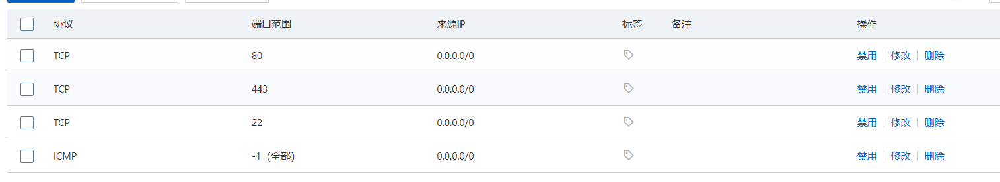 协议 端口范围 来源IP 标签 备注 操作
TCP 80 0.0.0.0/0 禁用 修改 删除
TCP 443 0.0.0.0/0 禁用 修改 删除
TCP 22 0.0.0.0/0 禁用 修改 删除
ICMP -1（全部） 0.0.0.0/0 禁用 修改 删除